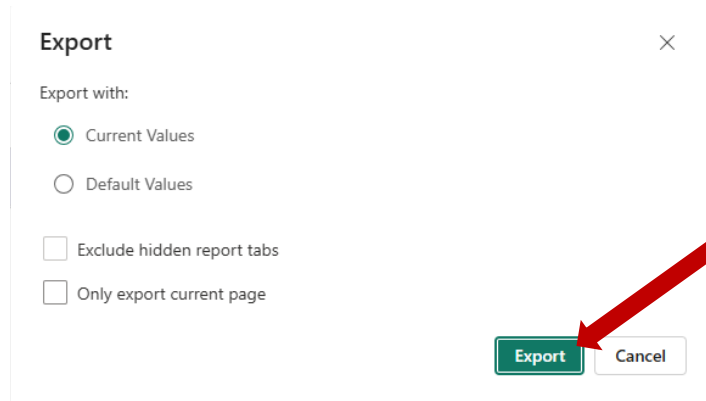 Export
Export with:
Current Values
Default Values
Exclude hidden report tabs
Only export current page
Export Cancel